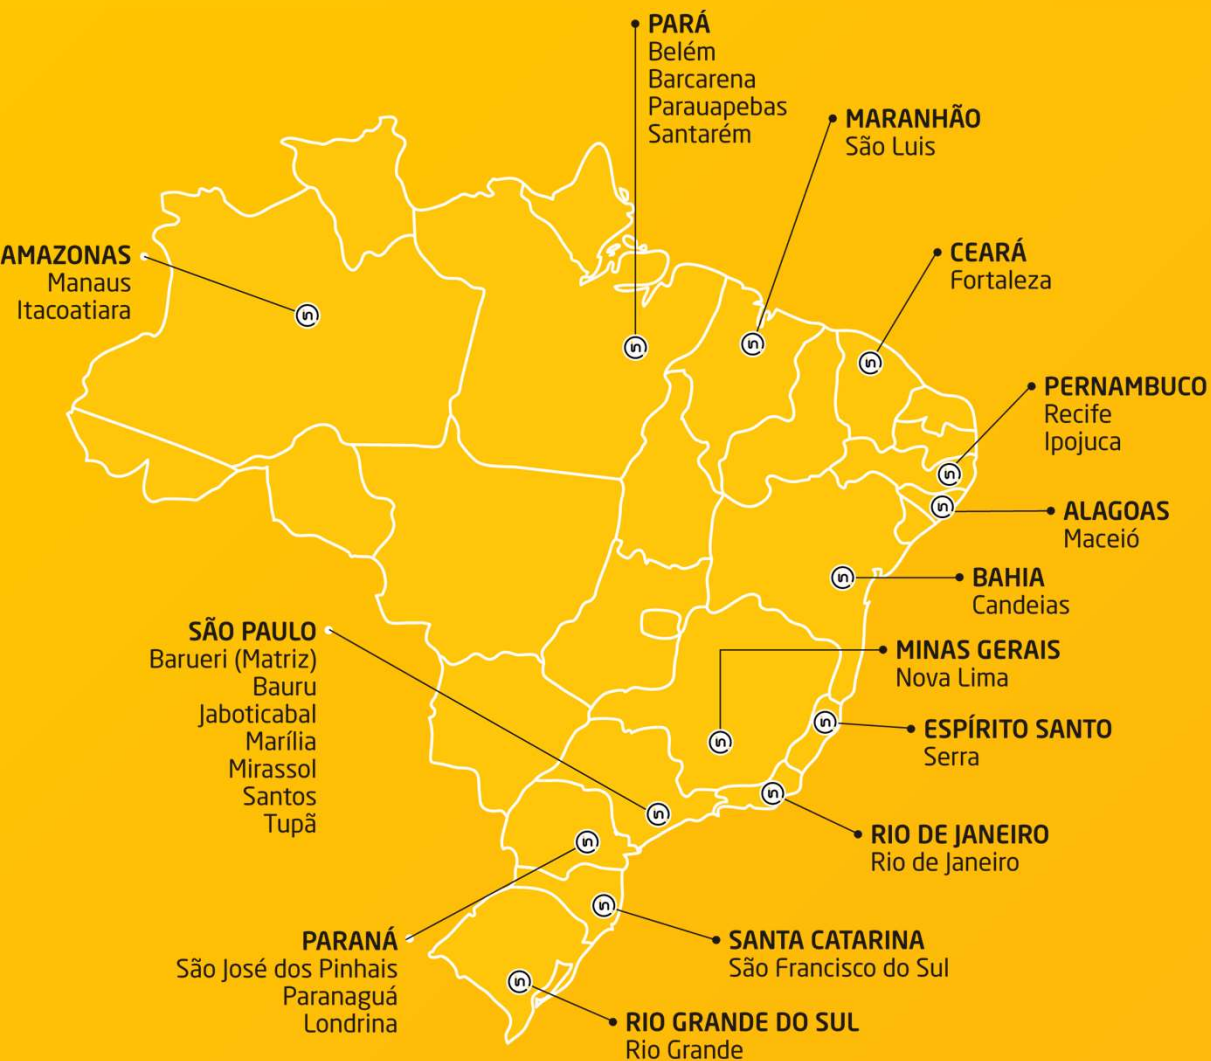 PARÁ
Belém
Barcarena
Parauapebas
Santarém
MARANHÃO
São Luis
AMAZONAS
Manaus
Itacoatiara
CEARÁ
Fortaleza
PERNAMBUCO
Recife
Ipojuca
ALAGOAS
Maceió
BAHIA
Candeias
SÃO PAULO
Barueri (Matriz)
Bauru
Jaboticabal
Marília
Mirassol
Santos
Tupã
MINAS GERAIS
Nova Lima
ESPÍRITO SANTO
Serra
RIO DE JANEIRO
Rio de Janeiro
PARANÁ
São José dos Pinhais
Paranaguá
Londrina
SANTA CATARINA
São Francisco do Sul
RIO GRANDE DO SUL
Rio Grande